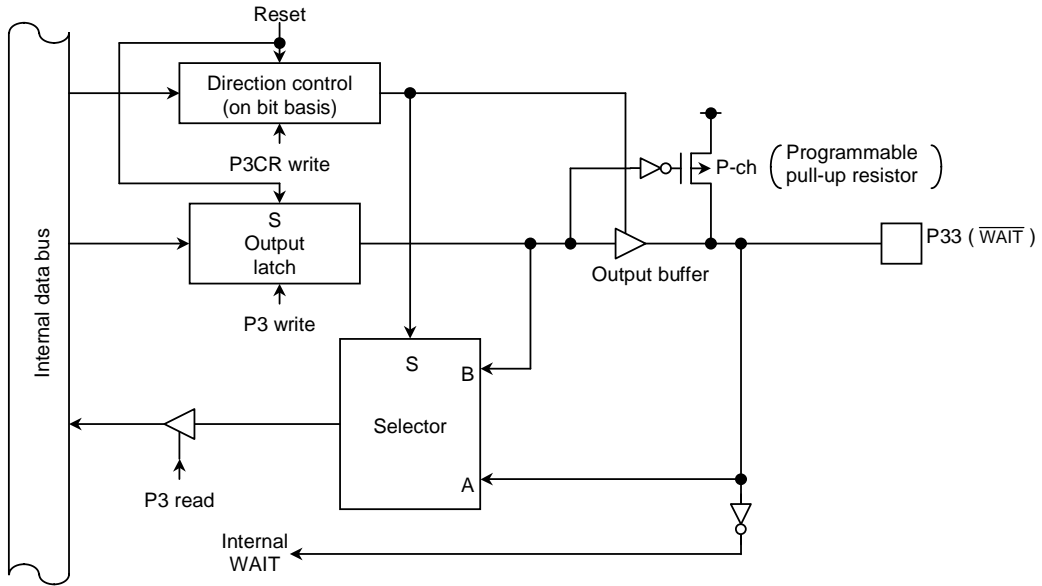 Reset
Direction control
(on bit basis)
P3CR write
P-ch
Programmable
pull-up resistor
S
Output
latch
P33 ( WAIT )
Output buffer
P3 write
Internal data bus
S
B
Selector
A
P3 read
Internal
WAIT